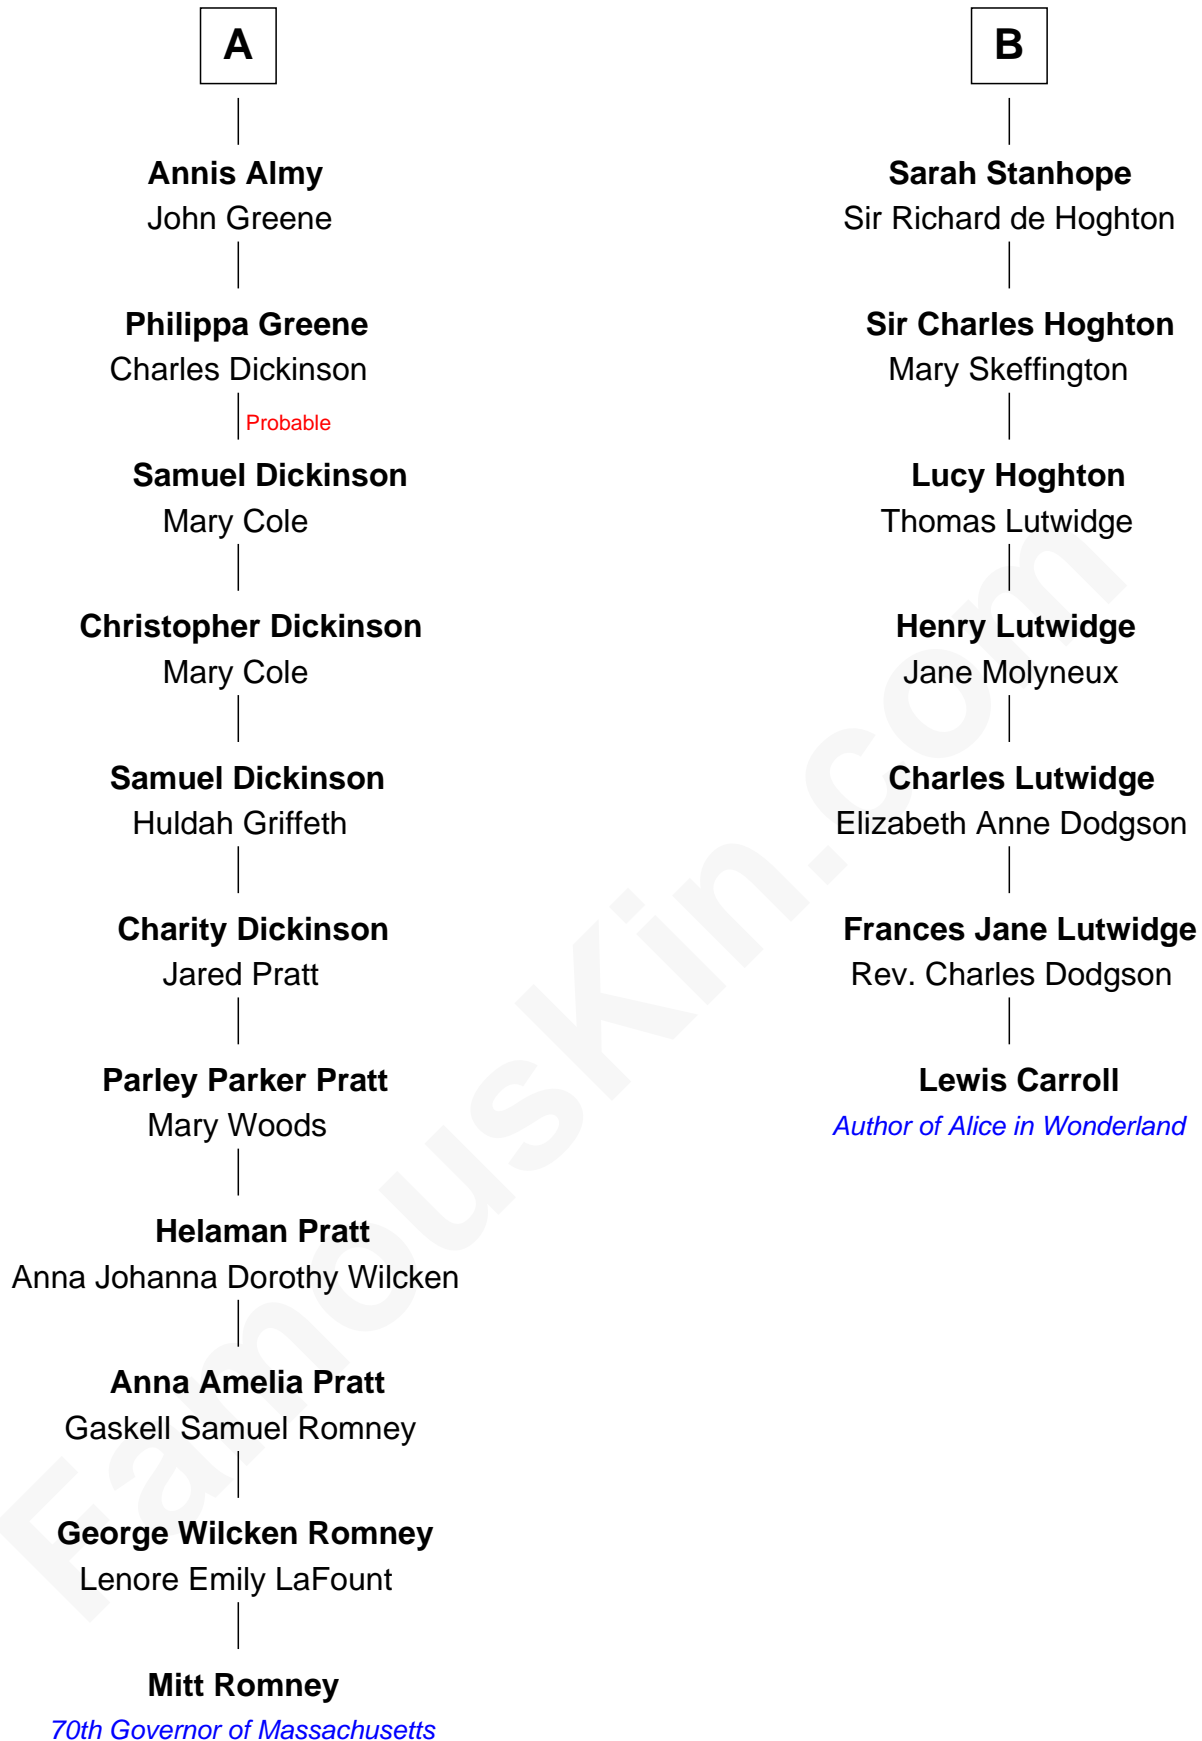 A
Annis Almy
John Greene
Philippa Greene
Charles Dickinson
Probable
Samuel Dickinson
Mary Cole
Christopher Dickinson
Mary Cole
Samuel Dickinson
Huldah Griffeth
Charity Dickinson
Jared Pratt
Parley Parker Pratt
Mary Woods
Helaman Pratt
Anna Johanna Dorothy Wilcken
Anna Amelia Pratt
Gaskell Samuel Romney
George Wilcken Romney
Lenore Emily LaFount
Mitt Romney
70th Governor of Massachusetts
B
Sarah Stanhope
Sir Richard de Hoghton
Sir Charles Hoghton
Mary Skeffington
Lucy Hoghton
Thomas Lutwidge
Henry Lutwidge
Jane Molyneux
Charles Lutwidge
Elizabeth Anne Dodgson
Frances Jane Lutwidge
Rev. Charles Dodgson
Lewis Carroll
Author of Alice in Wonderland
FamousKin.com